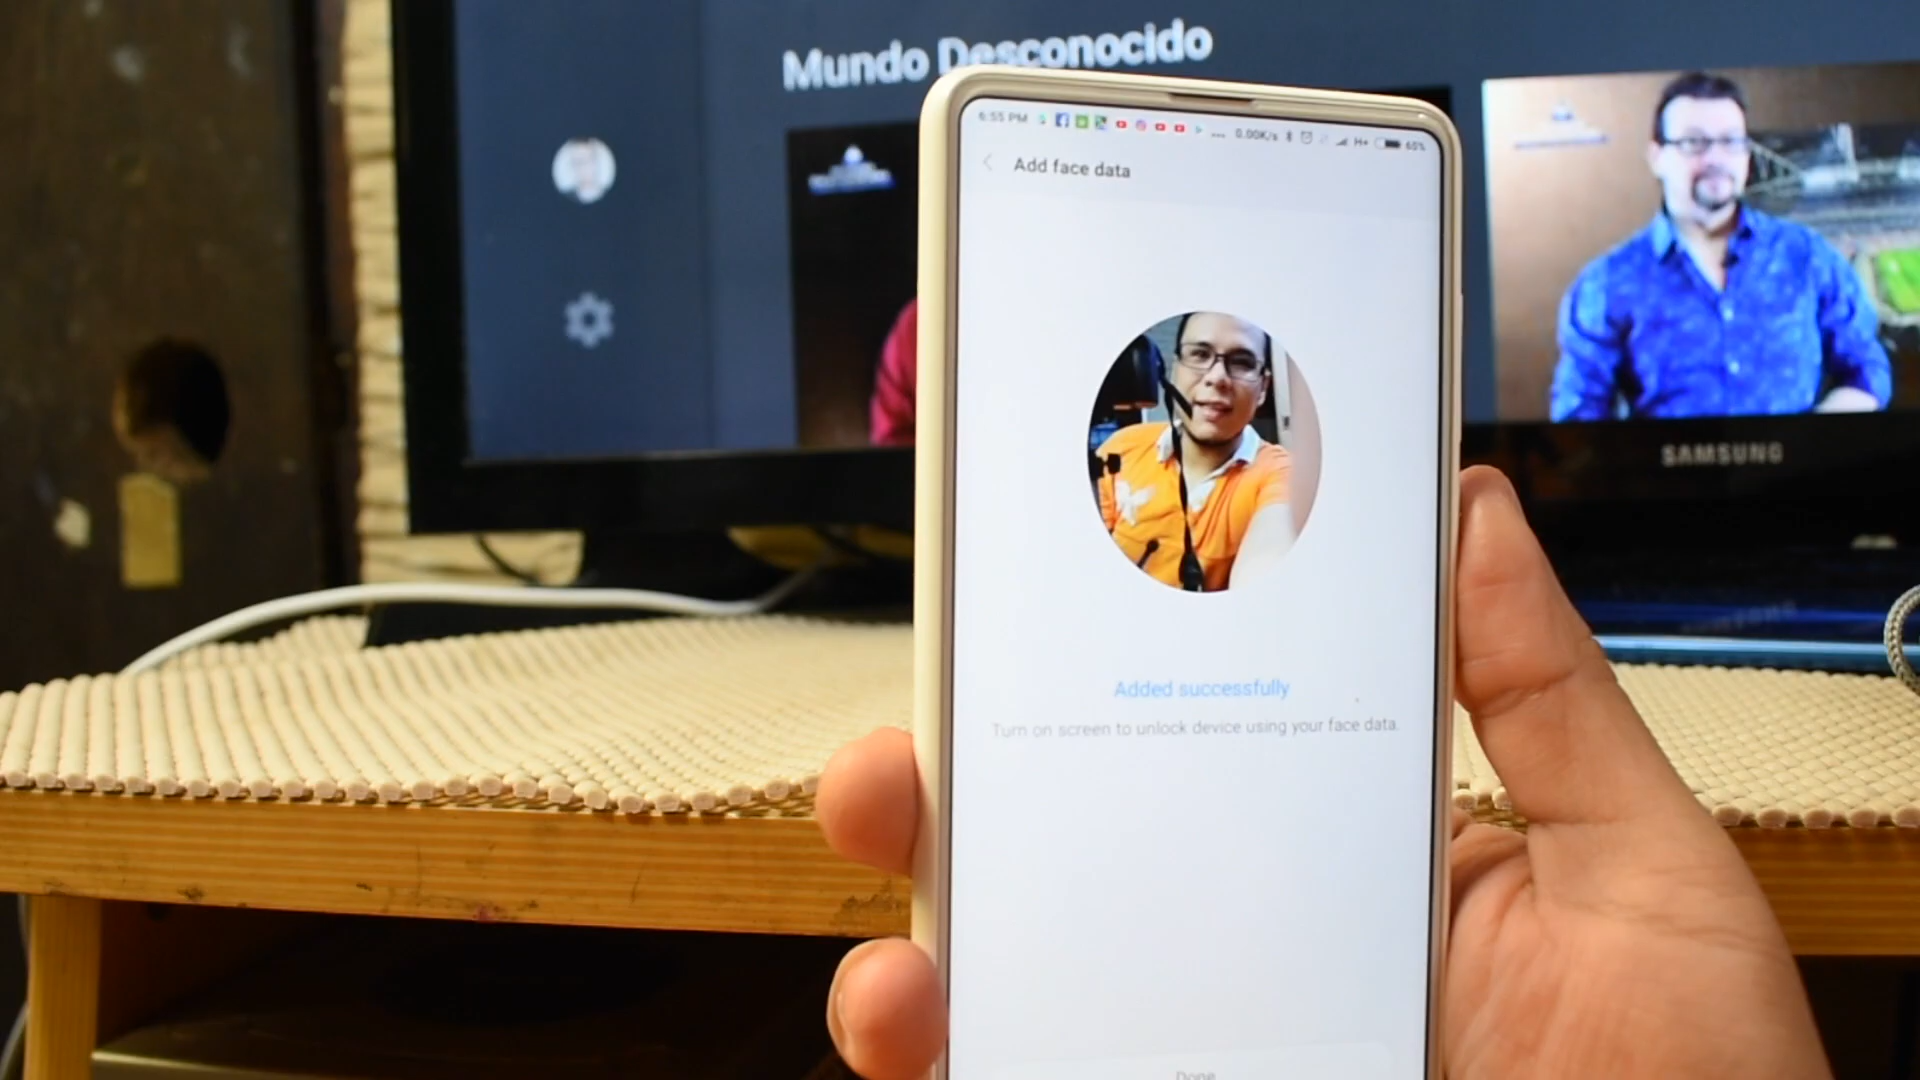 Mundo Desconocido
6:55 PM
0.00K/s
H+
60%
Add face data
SAMSUNG
Added successfully
Turn on screen to unlock device using your face data.
Done